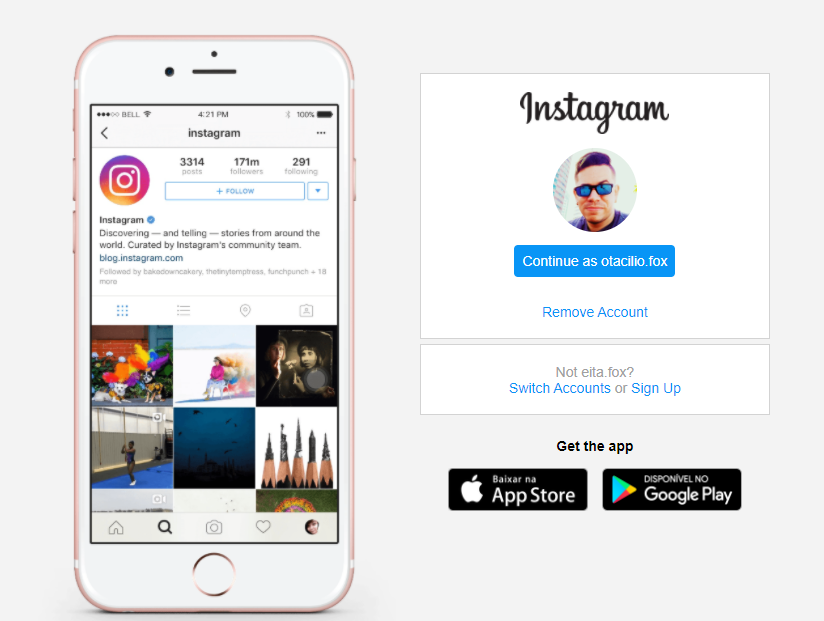 ●●●○○ BELL 4:21 PM 100%
instagram
3314 171m 291
posts followers following
+ FOLLOW
Instagram
Discovering — and telling — stories from around the
world. Curated by Instagram's community team.
blog.instagram.com
Followed by bakadowncakery, thetinytemptress, funchpunch + 18
more
Instagram
Continue as otacilio.fox
Remove Account
Not eita.fox?
Switch Accounts or Sign Up
Get the app
Baixar na
App Store
DISPONÍVEL NO
Google Play